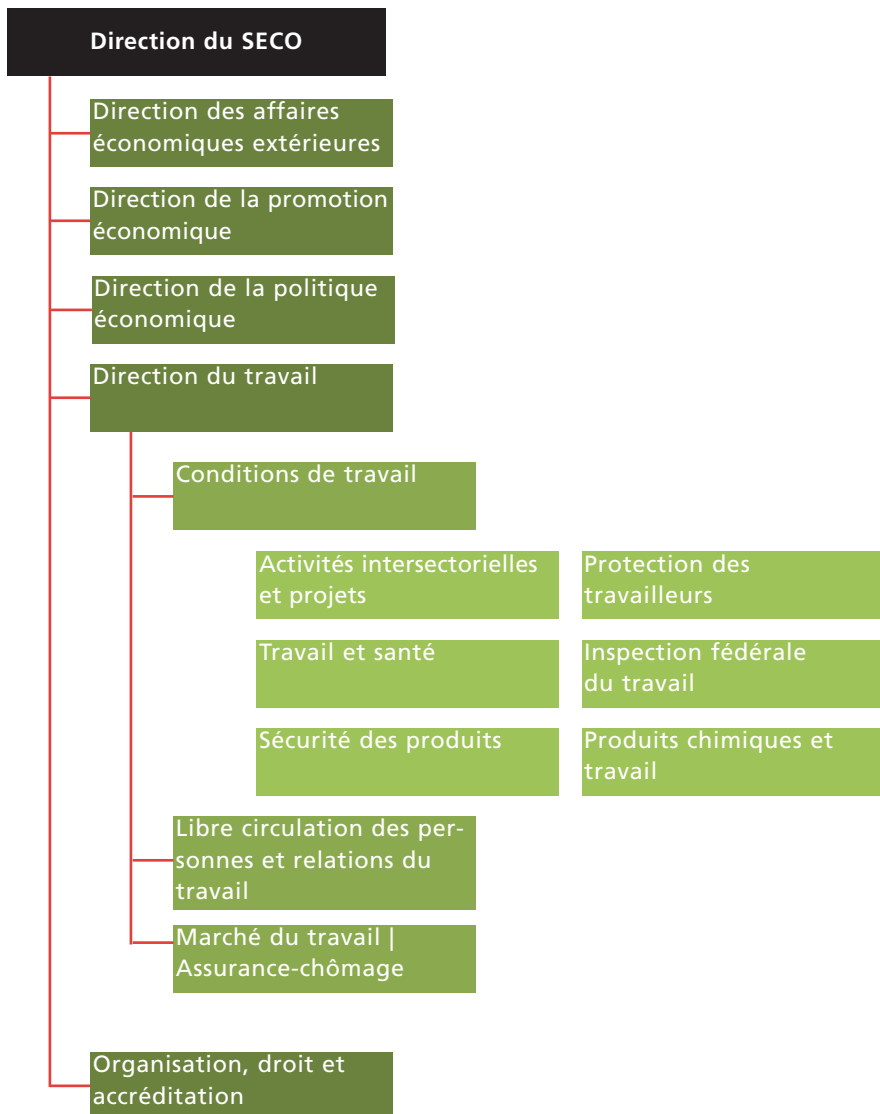 Direction du SECO
Direction des affaires
économiques extérieures
Direction de la promotion
économique
Direction de la politique
économique
Direction du travail
Conditions de travail
Activités intersectorielles
et projets
Protection des
travailleurs
Travail et santé
Inspection fédérale
du travail
Sécurité des produits
Produits chimiques et
travail
Libre circulation des per-
sonnes et relations du
travail
Marché du travail |
Assurance-chômage
Organisation, droit et
accréditation